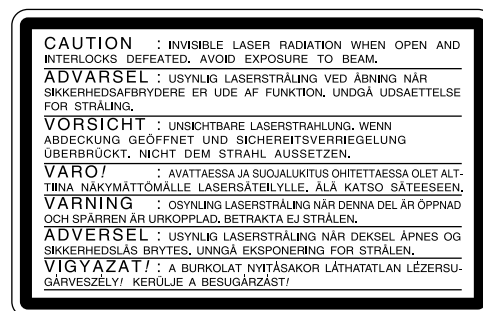 CAUTION : INVISIBLE LASER RADIATION WHEN OPEN AND
INTERLOCKS DEFEATED. AVOID EXPOSURE TO BEAM.
ADVARSEL : USYNLIG LASERSTRÅLING VED ÅBNING NÅR
SIKKERHEDSAFBRYDERE ER UDE AF FUNKTION. UNDGÅ UDSAETTELSE
FOR STRÅLING.
VORSICHT : UNSICHTBARE LASERSTRAHLUNG. WENN
ABDECKUNG GEÖFFNET UND SICHEREITSVERRIEGELUNG
ÜBERBRÜCKT. NICHT DEM STRAHL AUSSETZEN.
VARO! : AVATTAESSA JA SUOJALUKITUS OHITETTAESSA OLET ALT-
TIINA NÄKYMÄTTÖMÄLLE LASERSÄTEILYLLE. ÄLÄ KATSO SÄTEESEEN.
VARNING : OSYNLING LASERSTRÅLING NÄR DENNA DEL ÄR ÖPPNAD
OCH SPÄRREN ÄR URKOPPLAD. BETRAKTA EJ STRÅLEN.
ADVERSEL : USYNLIG LASERSTRÅLING NÅR DEKSEL ÅPNES OG
SIKKERHEDSLÅS BRYTES. UNNGÅ EKSPONERING FOR STRÅLEN.
VIGYAZAT! : A BURKOLAT NYITÁSAKOR LÁTHATATLAN LÉZERSU-
GÁRVESZÉLY! KERÜLJE A BESUGÁRZÁST!